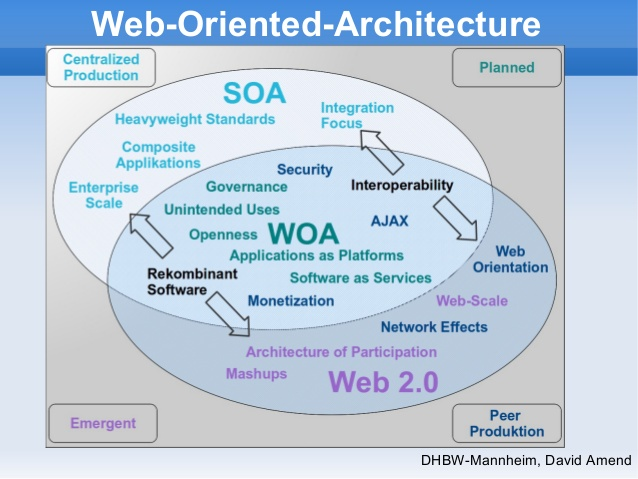 Web-Oriented-Architecture
Centralized
Production
Planned
SOA
Heavyweight Standards
Integration
Focus
Composite
Applikations
Security
Enterprise
Scale
Governance
Interoperability
Unintended Uses
AJAX
Openness
WOA
Applications as Platforms
Web
Orientation
Rekombinant
Software
Software as Services
Monetization
Web-Scale
Network Effects
Architecture of Participation
Mashups
Web 2.0
Emergent
Peer
Produktion
DHBW-Mannheim, David Amend